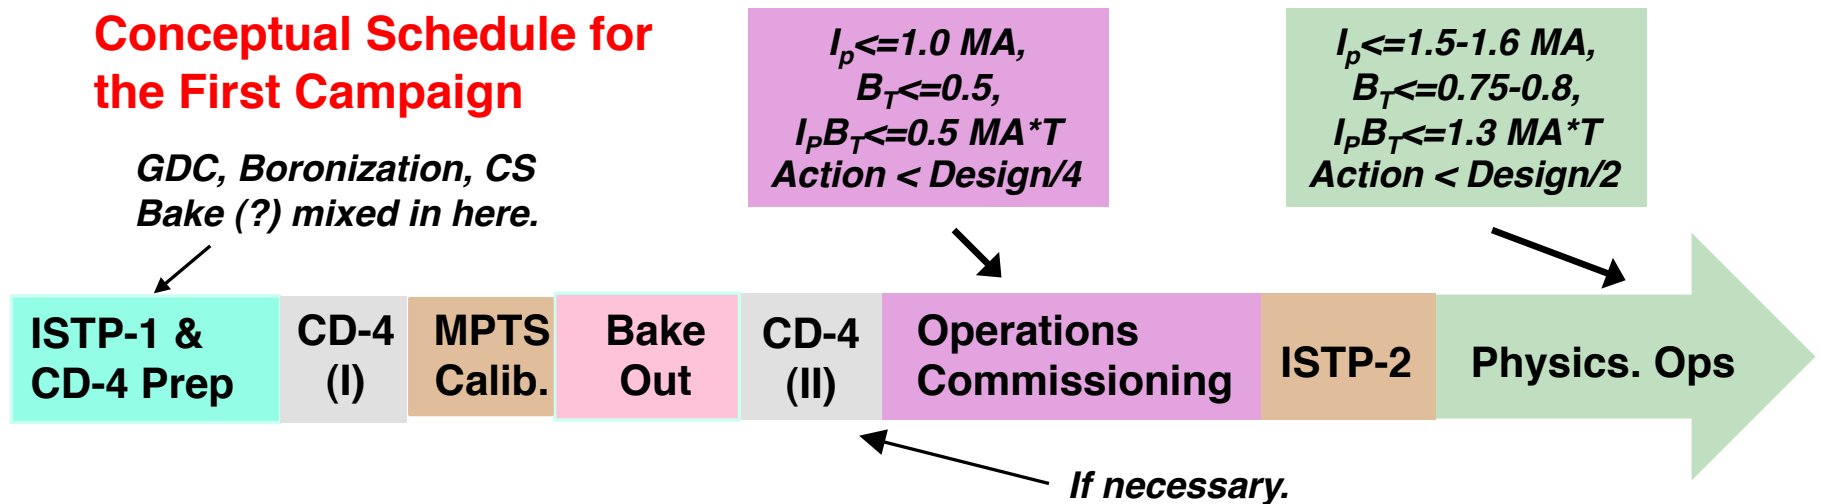 Conceptual Schedule for
the First Campaign
GDC, Boronization, CS
Bake (?) mixed in here.
Ip<=1.0 MA,
BT<=0.5,
IPBT<=0.5 MA*T
Action < Design/4
Ip<=1.5-1.6 MA,
BT<=0.75-0.8,
IPBT<=1.3 MA*T
Action < Design/2
ISTP-1 &
CD-4 Prep
CD-4
(I)
MPTS
Calib.
Bake
Out
CD-4
(II)
Operations
Commissioning
ISTP-2
Physics. Ops
If necessary.